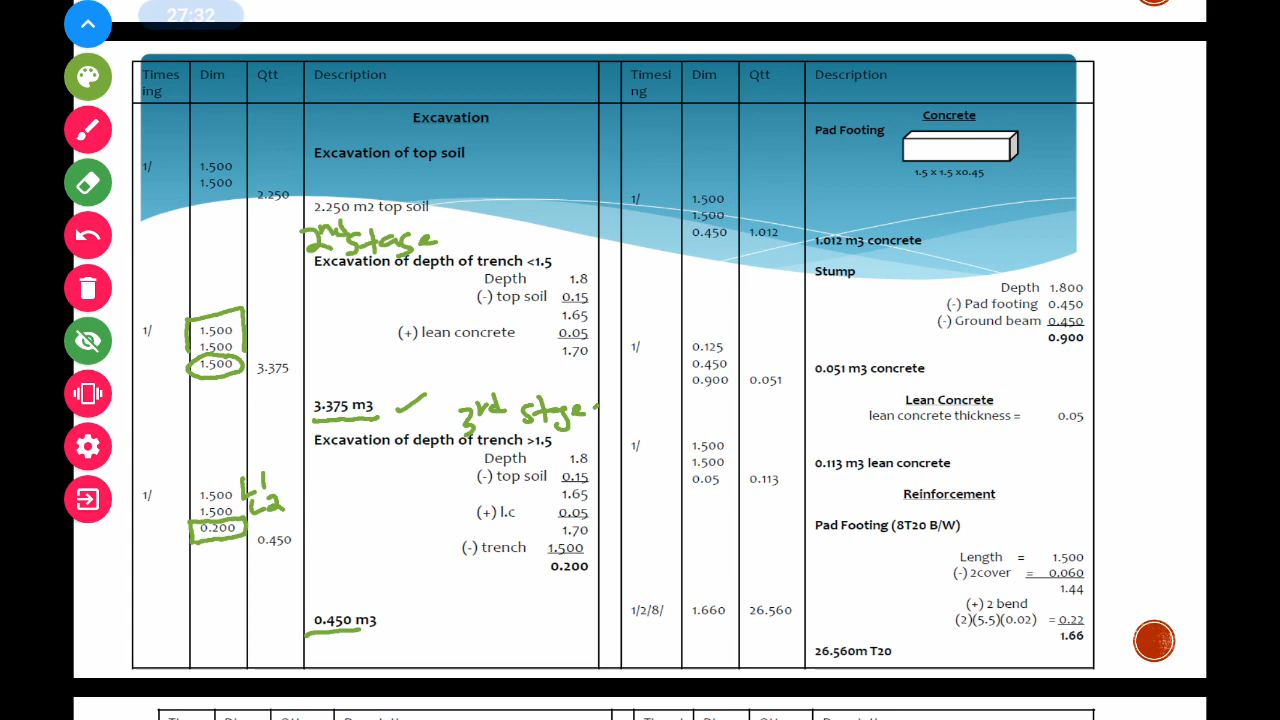 27:32
Times
ing
Dim
Qtt
Description
Excavation
Excavation of top soil
1/
1.500
1.500
2.250
2.250 m2 top soil
2nd stage
Excavation of depth of trench <1.5
Depth 1.8
(-) top soil 0.15
1.65
(+) lean concrete 0.05
1.70
1/
1.500
1.500
1.500
3.375
3.375 m3
3rd stge
Excavation of depth of trench >1.5
Depth 1.8
(-) top soil 0.15
1.65
(+) l.c 0.05
1.70
(-) trench 1.500
0.200
1/
1.500 L1
1.500 L2
0.200
0.450
0.450 m3
Timesi
ng
Dim
Qtt
Description
Concrete
Pad Footing
1.5 x 1.5 x0.45
1/
1.500
1.500
0.450 1.012
1.012 m3 concrete
Stump
Depth 1.800
(-) Pad footing 0.450
(-) Ground beam 0.450
0.900
1/
0.125
0.450
0.900 0.051
0.051 m3 concrete
Lean Concrete
lean concrete thickness = 0.05
1/
1.500
1.500
0.05 0.113
0.113 m3 lean concrete
Reinforcement
Pad Footing (8T20 B/W)
Length = 1.500
(-) 2cover = 0.060
1.44
(+) 2 bend
(2)(5.5)(0.02) = 0.22
1.66
1/2/8/ 1.660 26.560
26.560m T20